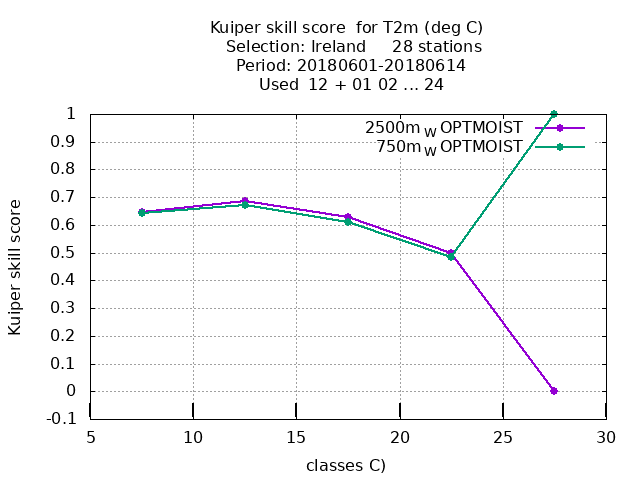 Kuiper skill score  for T2m (deg C)
Selection: Ireland     28 stations
Period: 20180601-20180614
Used  12 + 01 02 ... 24
1
0.9
0.8
0.7
0.6
0.5
0.4
0.3
0.2
0.1
0
-0.1
Kuiper skill score
2500m W OPTMOIST
750m W OPTMOIST
5 10 15 20 25 30
classes C)